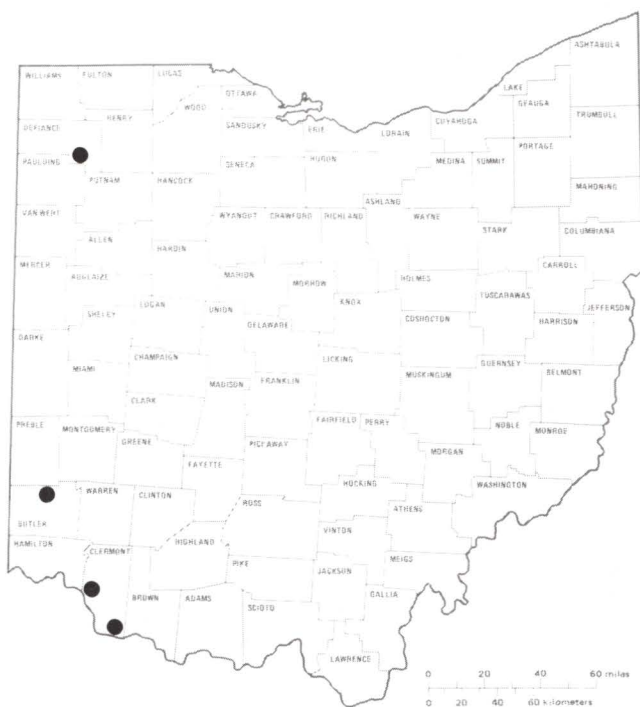 ASHTABULA
WILLIAMS FULTON LUCAS
LAKE
OTTAWA
GEAUGA
WOOD
HENRY
TRUMBULL
DEFIANCE SANDUSKY ERIE LORAIN CUYAHOGA
PORTAGE
PAULDING SENECA HURON MEDINA SUMMIT
PUTNAM HANCOCK
MAHONING
ASHLAND
VAN WERT WYANDOT CRAWFORD RICHLAND WAYNE
STARK COLUMBIANA
ALLEN
HARDIN
MERCER CARROLL
AUGLAIZE MARION HOLMES
MORROW
TUSCARAWAS
LOGAN UNION KNOX JEFFERSON
SHELBY COSHOCTON HARRISON
DELAWARE
DARKE
CHAMPAIGN LICKING GUERNSEY
MIAMI MUSKINGUM BELMONT
MADISON FRANKLIN
CLARK
PREBLE FAIRFIELD PERRY NOBLE
MONTGOMERY MONROE
GREENE PICKAWAY
MORGAN
FAYETTE
HOCKING WASHINGTON
WARREN CLINTON
ROSS
ATHENS
BUTLER
VINTON
HAMILTON HIGHLAND
CLERMONT
MEIGS
PIKE
JACKSON
GALLIA
BROWN ADAMS
SCIOTO
LAWRENCE
0 20 40 60 miles
0 20 40 60 kilometers